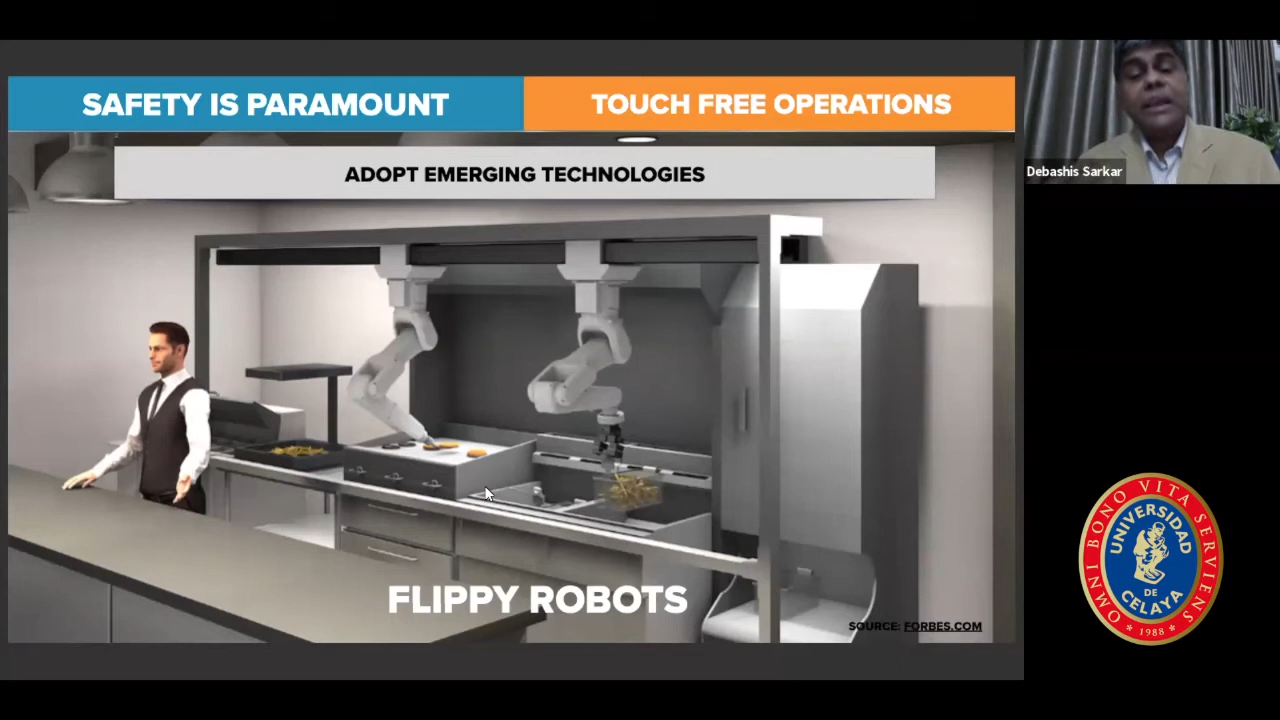 SAFETY IS PARAMOUNT
TOUCH FREE OPERATIONS
ADOPT EMERGING TECHNOLOGIES
FLIPPY ROBOTS
SOURCE: FORBES.COM
Debashis Sarkar
OMNI BONO VITA SERVIENS
UNIVERSIDAD
DE
CELAYA
* 1988 *